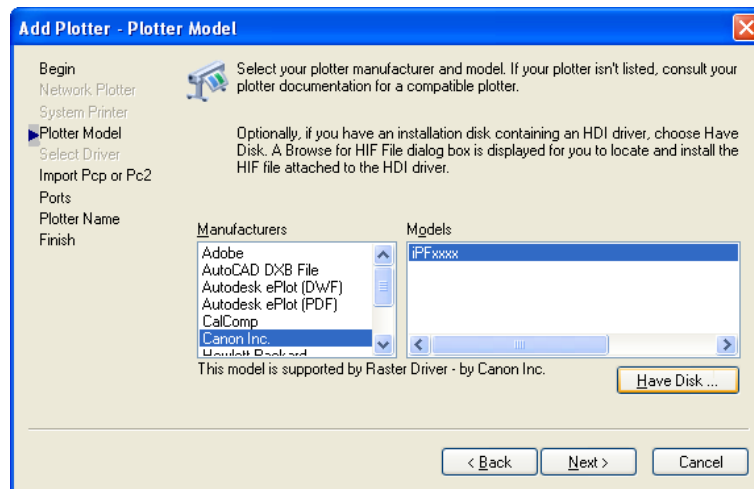 Add Plotter - Plotter Model
Begin
Network Plotter
System Printer
Plotter Model
Select Driver
Import Pcp or Pc2
Ports
Plotter Name
Finish
Select your plotter manufacturer and model. If your plotter isn't listed, consult your
plotter documentation for a compatible plotter.
Optionally, if you have an installation disk containing an HDI driver, choose Have
Disk. A Browse for HIF File dialog box is displayed for you to locate and install the
HIF file attached to the HDI driver.
Manufacturers
Adobe
AutoCAD DXB File
Autodesk ePlot (DWF)
Autodesk ePlot (PDF)
CalComp
Canon Inc.
Hewlett Packard
Models
iPFxxxx
This model is supported by Raster Driver - by Canon Inc.
Have Disk ...
< Back
Next >
Cancel